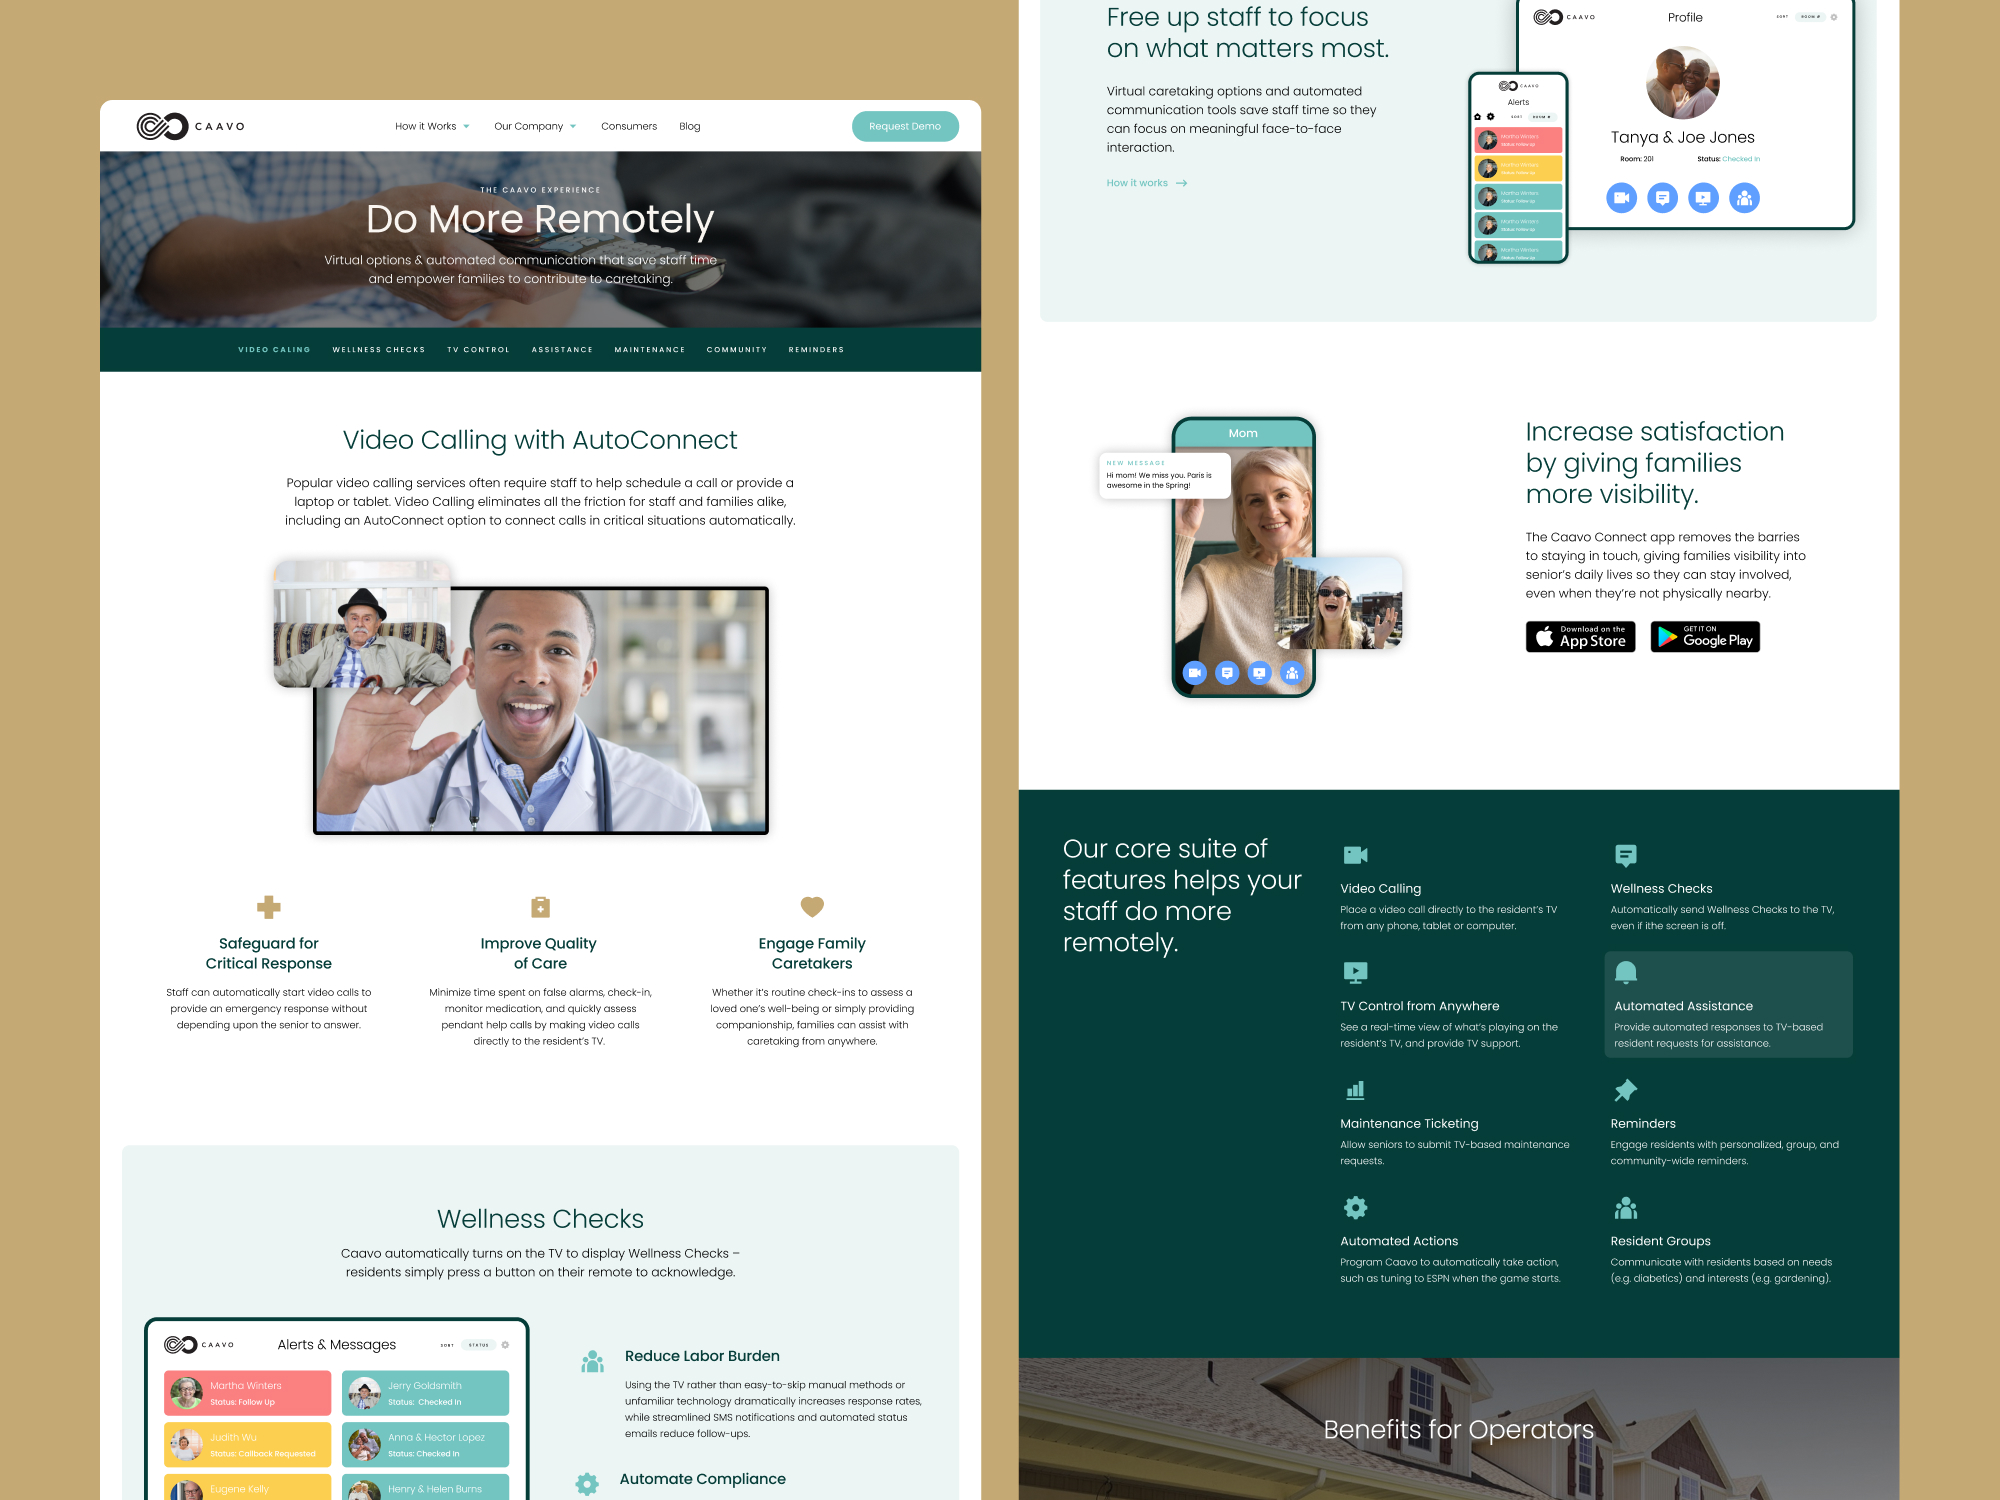 CAAVO
How it Works
Our Company
Consumers
Blog
Request Demo
THE CAAVO EXPERIENCE
Do More Remotely
Virtual options & automated communication that save staff time
and empower families to contribute to caretaking.
VIDEO CALING
WELLNESS CHECKS
TV CONTROL
ASSISTANCE
MAINTENANCE
COMMUNITY
REMINDERS
Video Calling with AutoConnect
Popular video calling services often require staff to help schedule a call or provide a
laptop or tablet. Video Calling eliminates all the friction for staff and families alike,
including an AutoConnect option to connect calls in critical situations automatically.
Safeguard for
Critical Response
Staff can automatically start video calls to
provide an emergency response without
depending upon the senior to answer.
Improve Quality
of Care
Minimize time spent on false alarms, check-in,
monitor medication, and quickly assess
pendant help calls by making video calls
directly to the resident's TV.
Engage Family
Caretakers
Whether it's routine check-ins to assess a
loved one's well-being or simply providing
companionship, families can assist with
caretaking from anywhere.
Wellness Checks
Caavo automatically turns on the TV to display Wellness Checks –
residents simply press a button on their remote to acknowledge.
CAAVO
Alerts & Messages
SORT
STATUS
Martha Winters
Status: Follow Up
Jerry Goldsmith
Status: Checked In
Judith Wu
Status: Callback Requested
Anna & Hector Lopez
Status: Checked In
Eugene Kelly
Henry & Helen Burns
Reduce Labor Burden
Using the TV rather than easy-to-skip manual methods or
unfamiliar technology dramatically increases response rates,
while streamlined SMS notifications and automated status
emails reduce follow-ups.
Automate Compliance
Free up staff to focus
on what matters most.
Virtual caretaking options and automated
communication tools save staff time so they
can focus on meaningful face-to-face
interaction.
How it works
CAAVO
Profile
SORT
ROOM #
Tanya & Joe Jones
Room: 201
Status: Checked In
CAAVO
Alerts
SORT
ROOM #
Martha Winters
Status: Follow Up
Martha Winters
Status: Follow Up
Martha Winters
Status: Follow Up
Martha Winters
Status: Follow Up
Martha Winters
Status: Follow Up
Mom
NEW MESSAGE
Hi mom! We miss you. Paris is
awesome in the Spring!
Increase satisfaction
by giving families
more visibility.
The Caavo Connect app removes the barries
to staying in touch, giving families visibility into
senior's daily lives so they can stay involved,
even when they're not physically nearby.
Download on the
App Store
GET IT ON
Google Play
Our core suite of
features helps your
staff do more
remotely.
Video Calling
Place a video call directly to the resident's TV
from any phone, tablet or computer.
Wellness Checks
Automatically send Wellness Checks to the TV,
even if ithe screen is off.
TV Control from Anywhere
See a real-time view of what's playing on the
resident's TV, and provide TV support.
Automated Assistance
Provide automated responses to TV-based
resident requests for assistance.
Maintenance Ticketing
Allow seniors to submit TV-based maintenance
requests.
Reminders
Engage residents with personalized, group, and
community-wide reminders.
Automated Actions
Program Caavo to automatically take action,
such as tuning to ESPN when the game starts.
Resident Groups
Communicate with residents based on needs
(e.g. diabetics) and interests (e.g. gardening).
Benefits for Operators